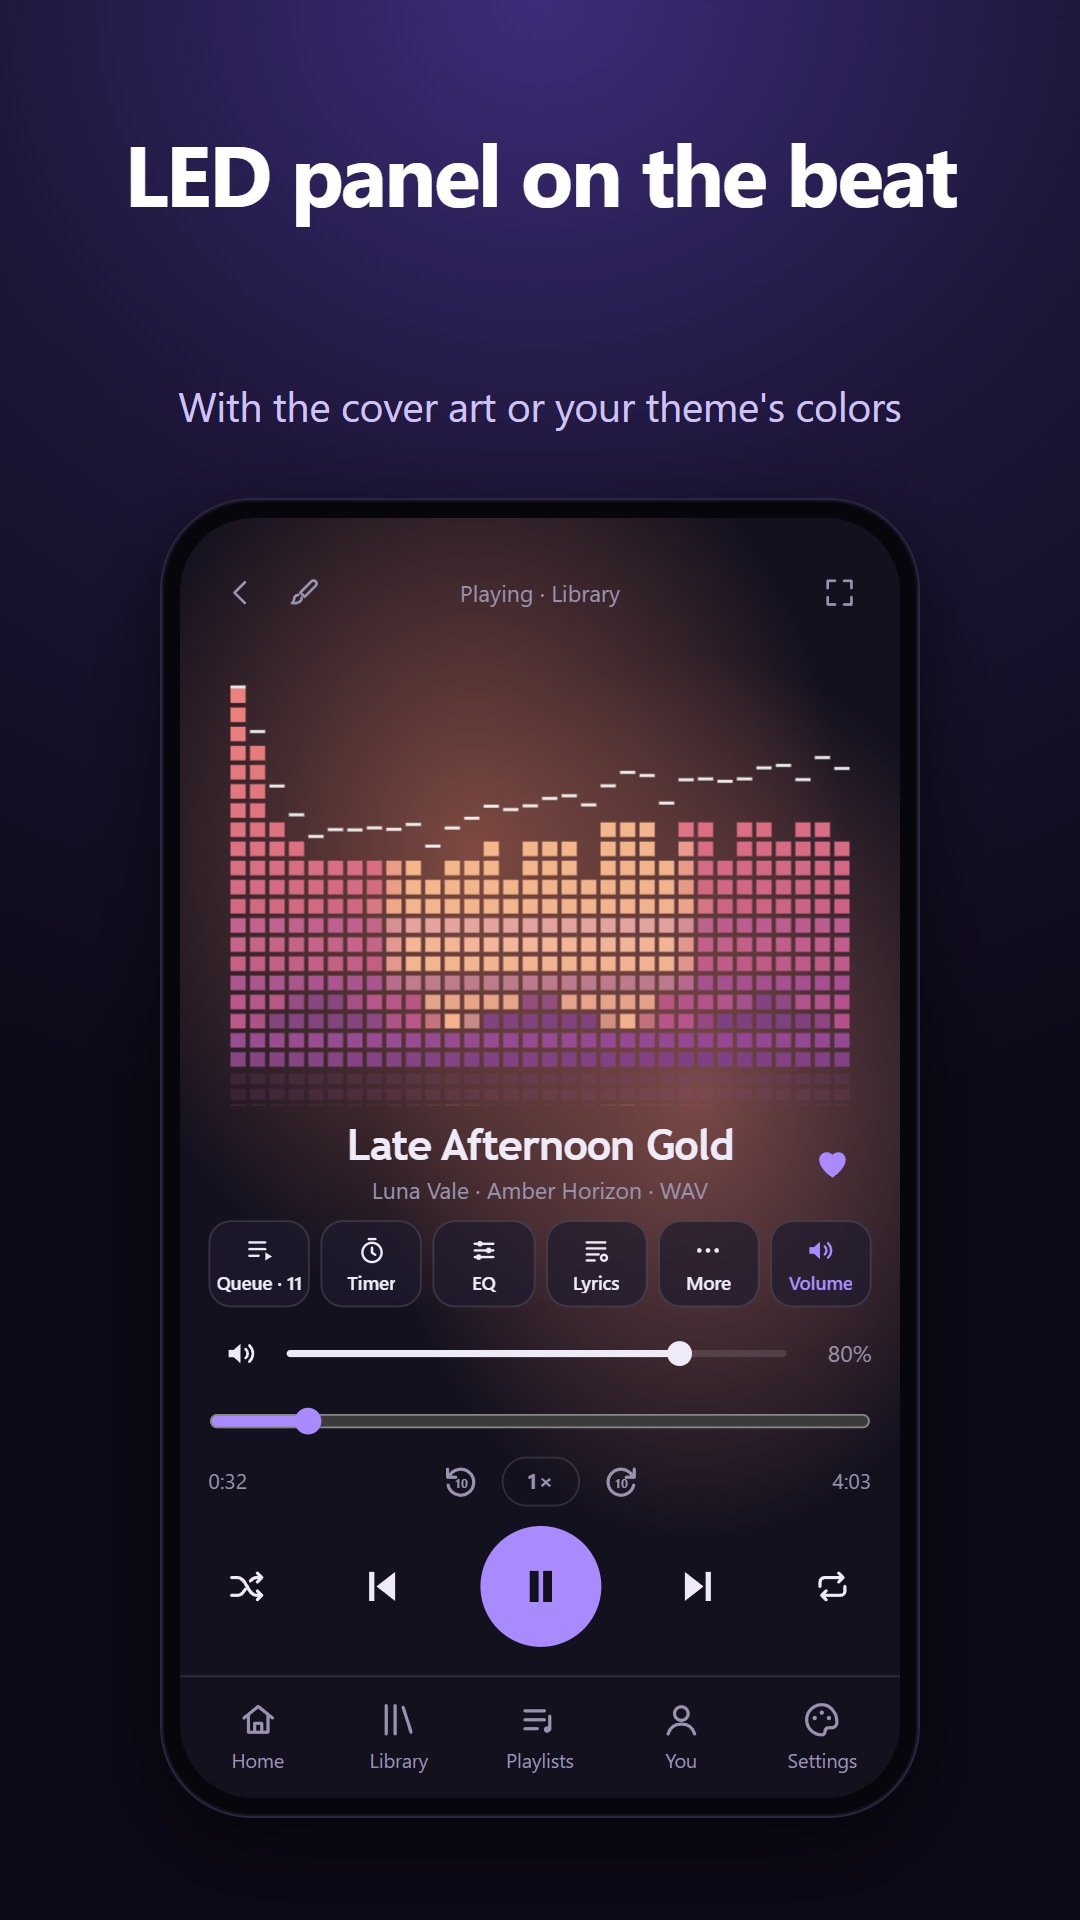 LED panel on the beat
With the cover art or your theme's colors
Playing · Library
Late Afternoon Gold
Luna Vale · Amber Horizon · WAV
Queue · 11 Timer EQ Lyrics More Volume
80%
0:32 10 1× 10 4:03
Home Library Playlists You Settings